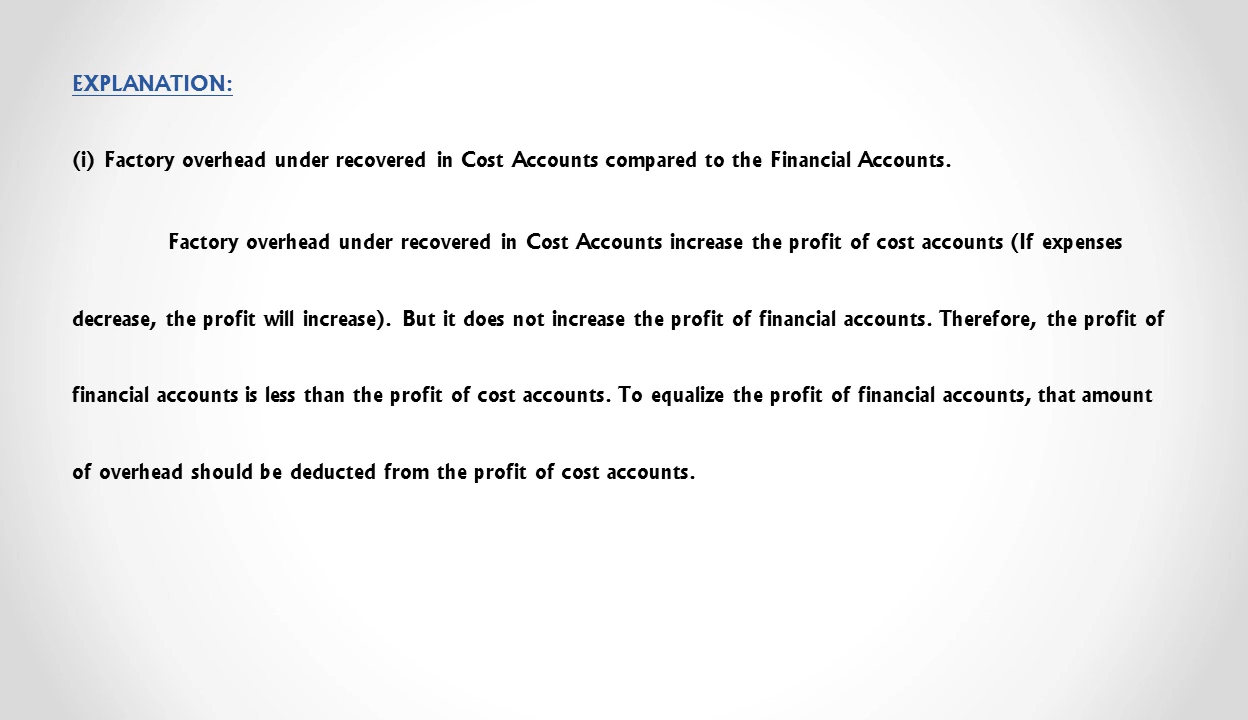 EXPLANATION:
(i) Factory overhead under recovered in Cost Accounts compared to the Financial Accounts.
Factory overhead under recovered in Cost Accounts increase the profit of cost accounts (If expenses
decrease, the profit will increase). But it does not increase the profit of financial accounts. Therefore, the profit of
financial accounts is less than the profit of cost accounts. To equalize the profit of financial accounts, that amount
of overhead should be deducted from the profit of cost accounts.